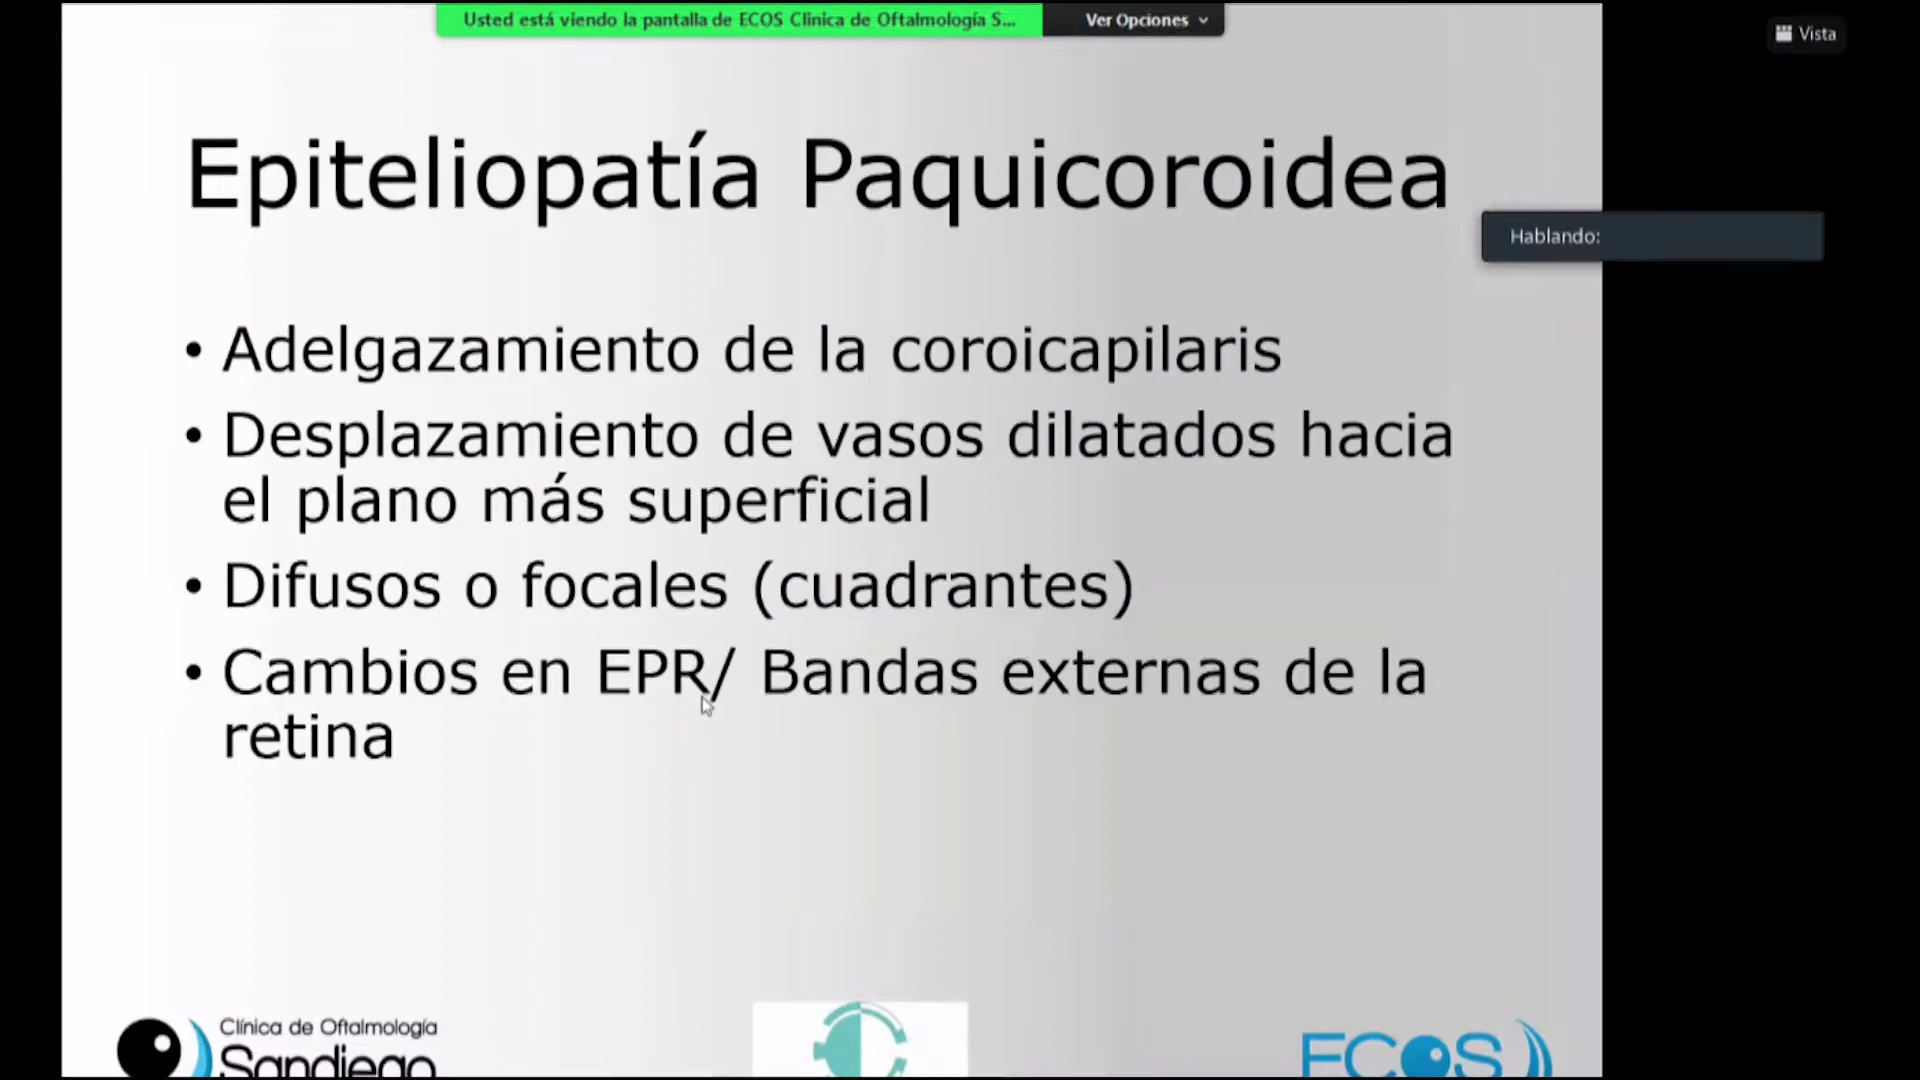 Usted está viendo la pantalla de ECOS Clinica de Oftalmología S...
Ver Opciones
Vista
Epiteliopatía Paquicoroidea
Hablando:
• Adelgazamiento de la coroicapilaris
• Desplazamiento de vasos dilatados hacia
el plano más superficial
• Difusos o focales (cuadrantes)
• Cambios en EPR/ Bandas externas de la
retina
Clínica de Oftalmología
Sandiego
ECOS